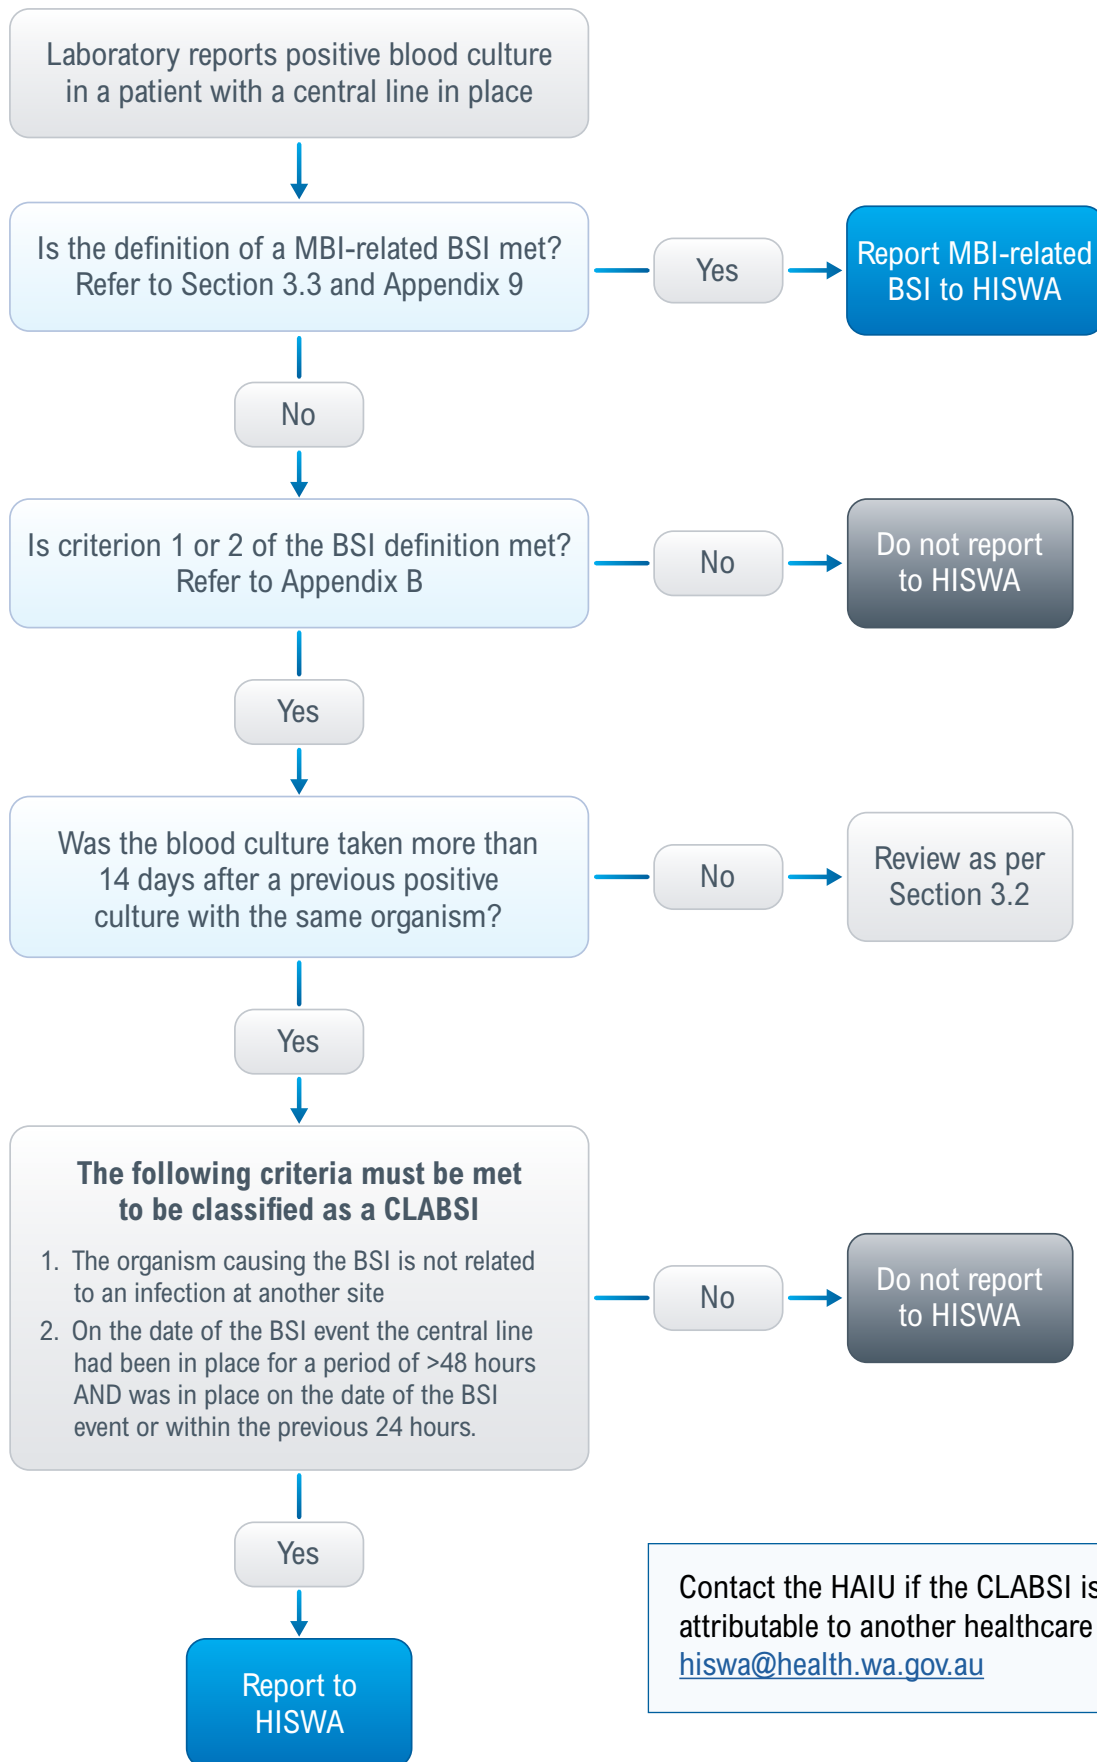 Laboratory reports positive blood culture
in a patient with a central line in place
Is the definition of a MBI-related BSI met?
Refer to Section 3.3 and Appendix 9
Yes
Report MBI-related
BSI to HISWA
No
Is criterion 1 or 2 of the BSI definition met?
Refer to Appendix B
No
Do not report
to HISWA
Yes
Was the blood culture taken more than
14 days after a previous positive
culture with the same organism?
No
Review as per
Section 3.2
Yes
The following criteria must be met
to be classified as a CLABSI
1. The organism causing the BSI is not related
to an infection at another site
2. On the date of the BSI event the central line
had been in place for a period of >48 hours
AND was in place on the date of the BSI
event or within the previous 24 hours.
No
Do not report
to HISWA
Yes
Report to
HISWA
Contact the HAIU if the CLABSI is
attributable to another healthcare
hiswa@health.wa.gov.au